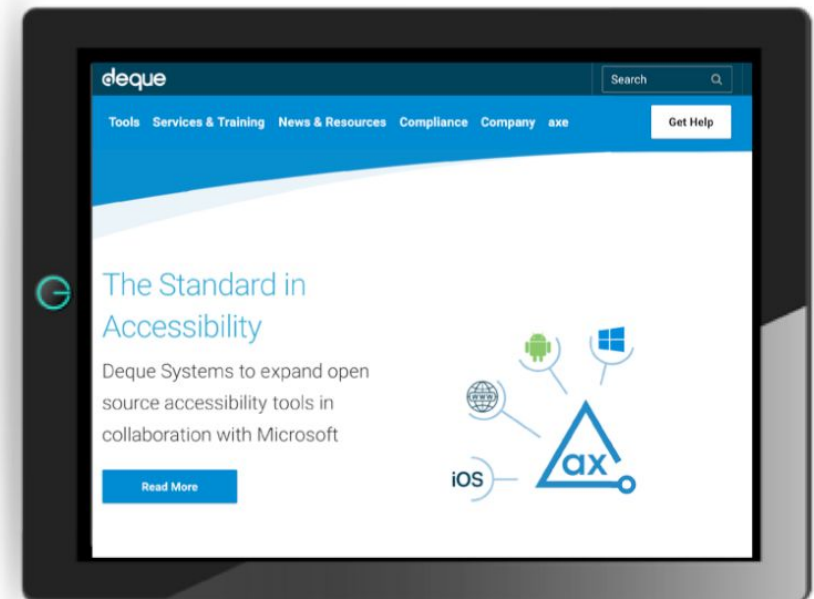 deque
Search
Tools Services & Training News & Resources Compliance Company axe
Get Help
The Standard in
Accessibility
Deque Systems to expand open
source accessibility tools in
collaboration with Microsoft
Read More
www
iOS
ax